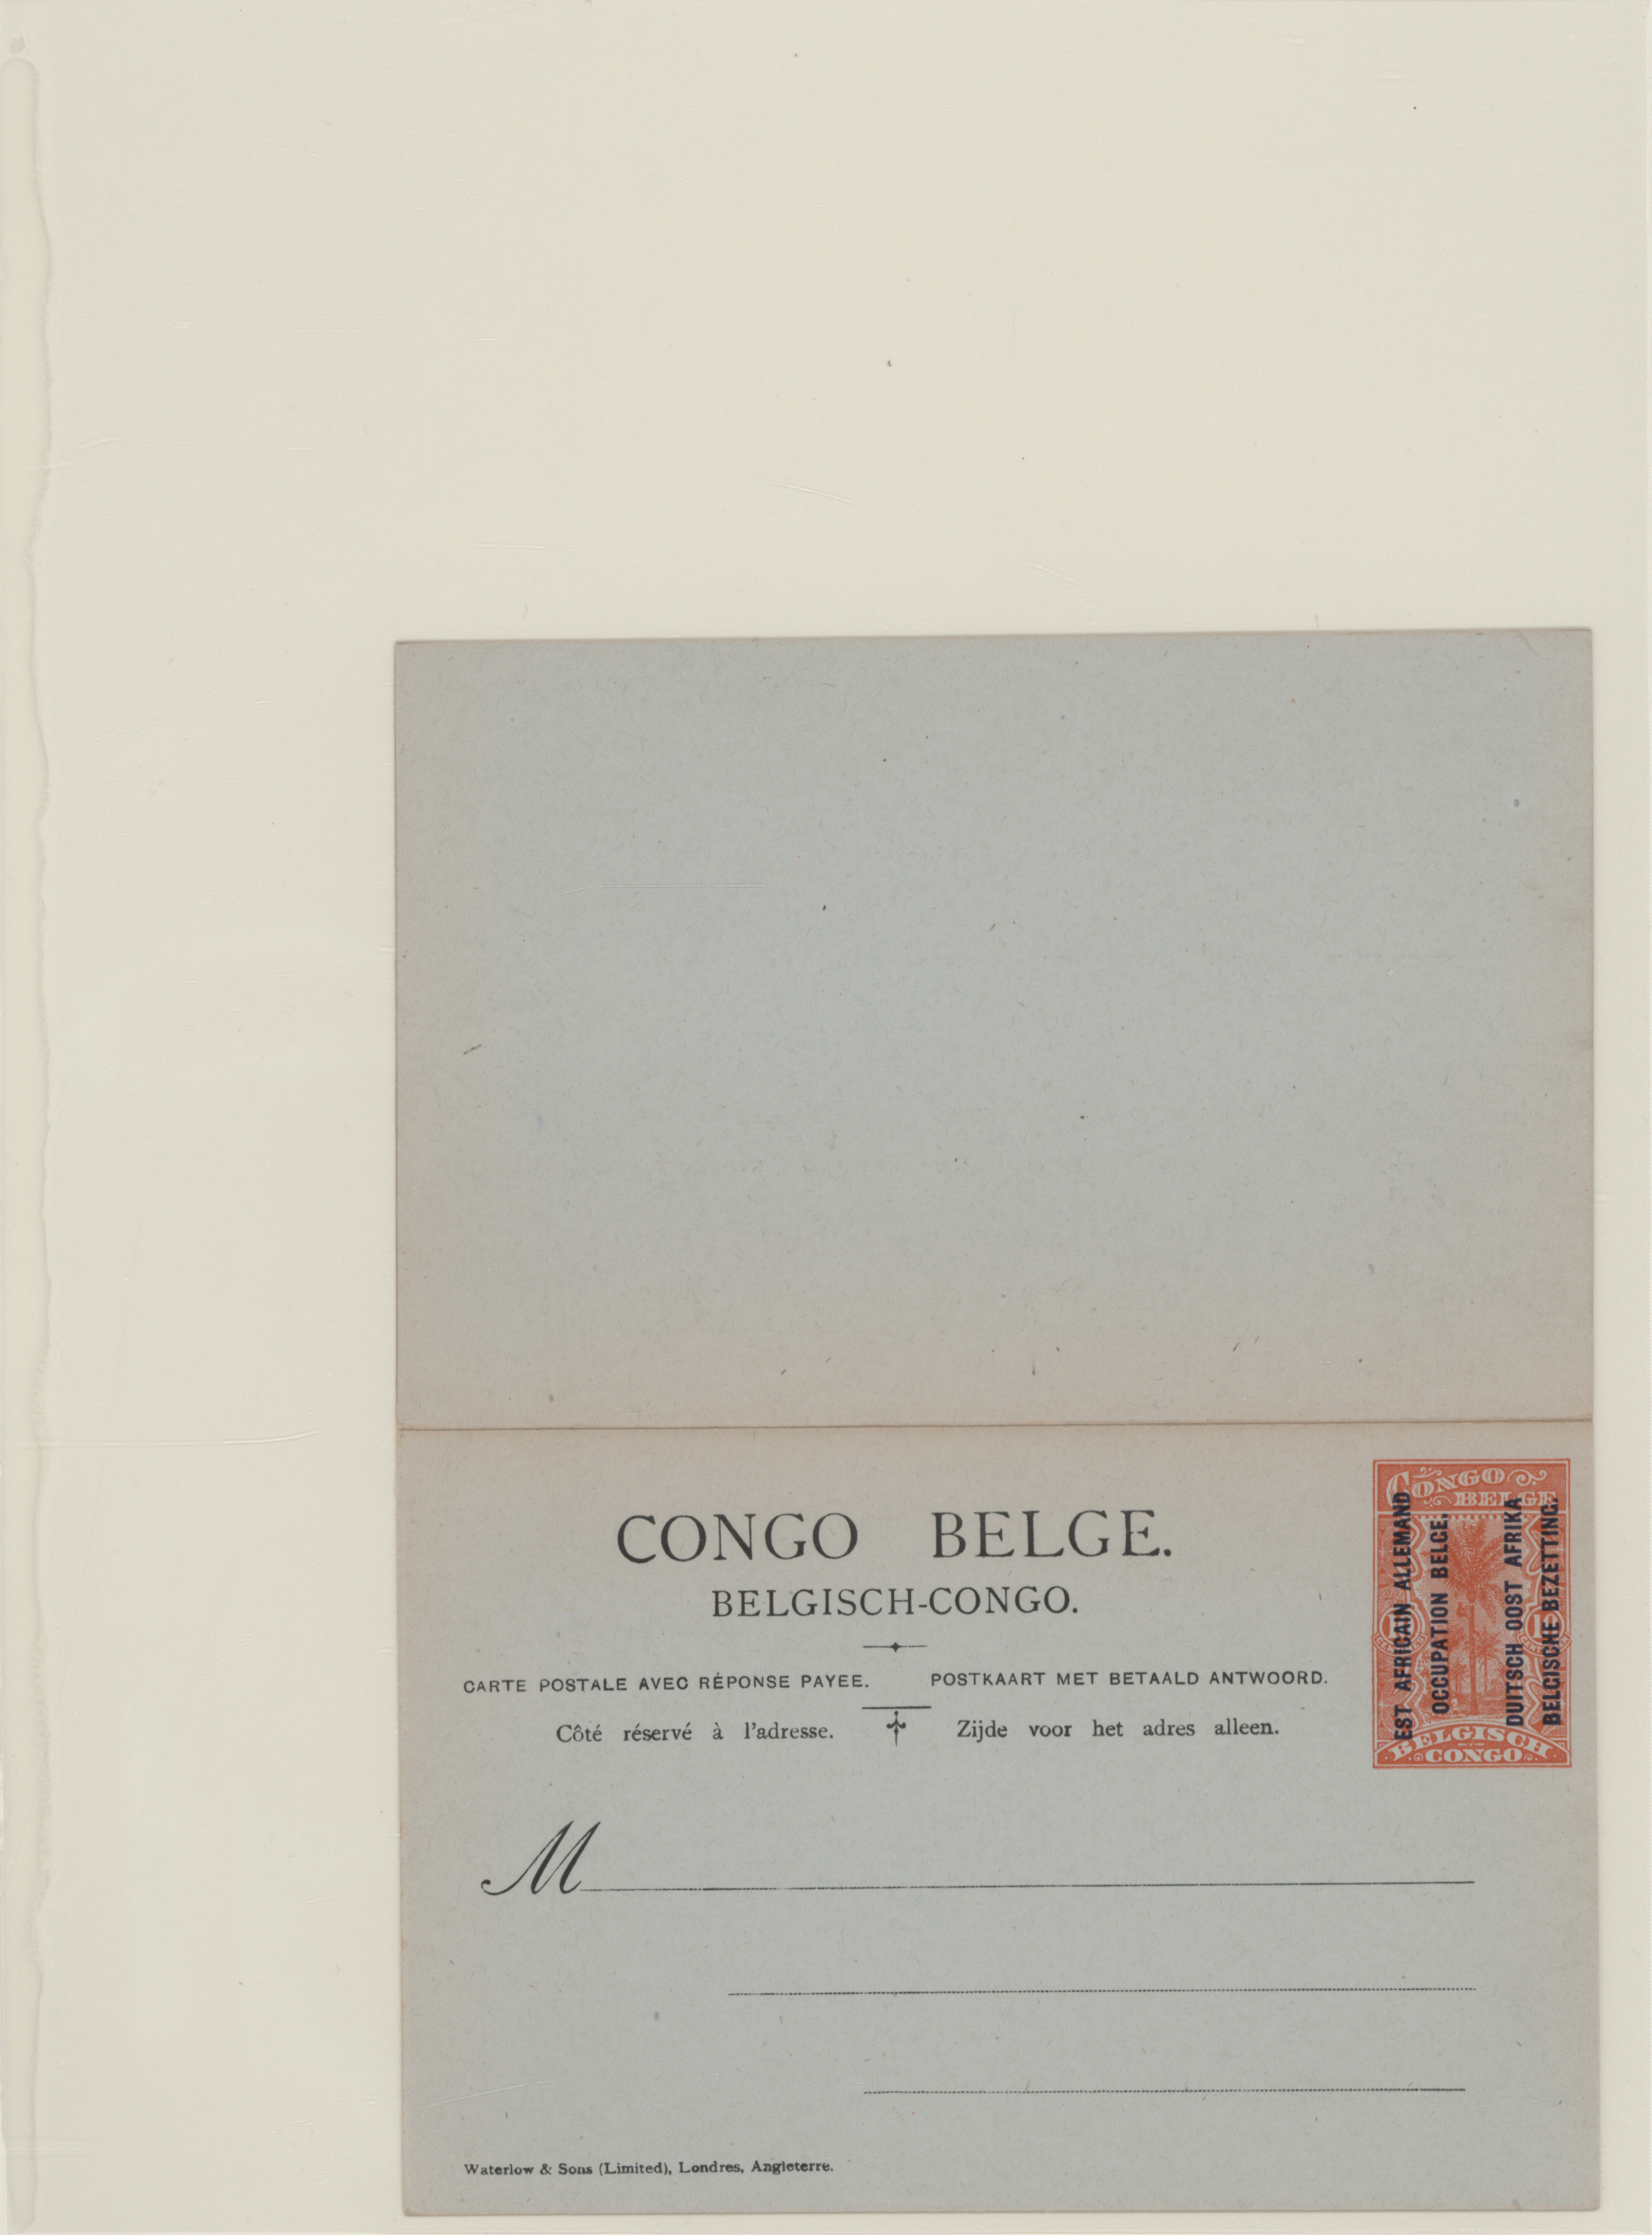 CONGO BELGE.
BELGISCH-CONGO.
CARTE POSTALE AVEC RÉPONSE PAYEE. POSTKAART MET BETAALD ANTWOORD.
Côté réservé à l'adresse. Zijde voor het adres alleen.
CONGO
BELGE
EST AFRICAIN ALLEMAND
OCCUPATION BELGE.
DUITSCH OOST AFRIKA
BELGISCHE BEZETTING.
BELGISCH
CONGO
M
Waterlow & Sons (Limited), Londres, Angleterre.